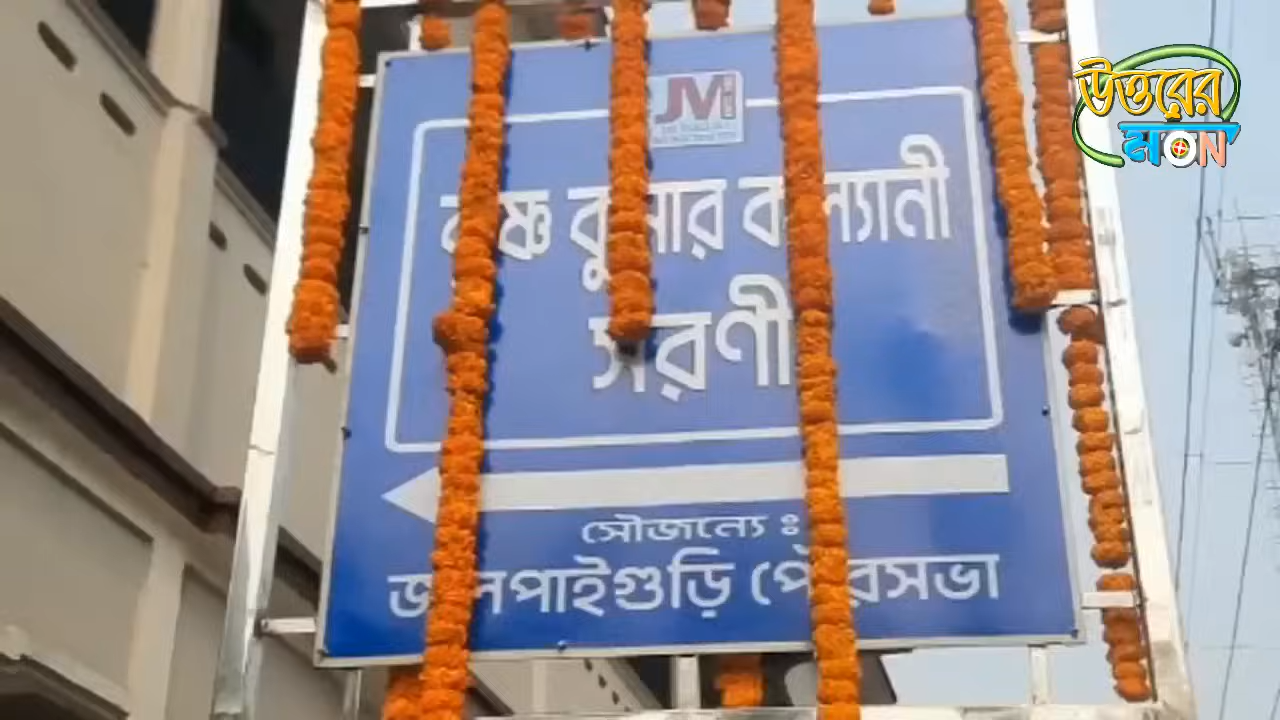 উত্তরের
মন
JM
কৃষ্ণ কুমার কল্যানী
সরণী
সৌজন্যে ঃ
জলপাইগুড়ি পৌরসভা